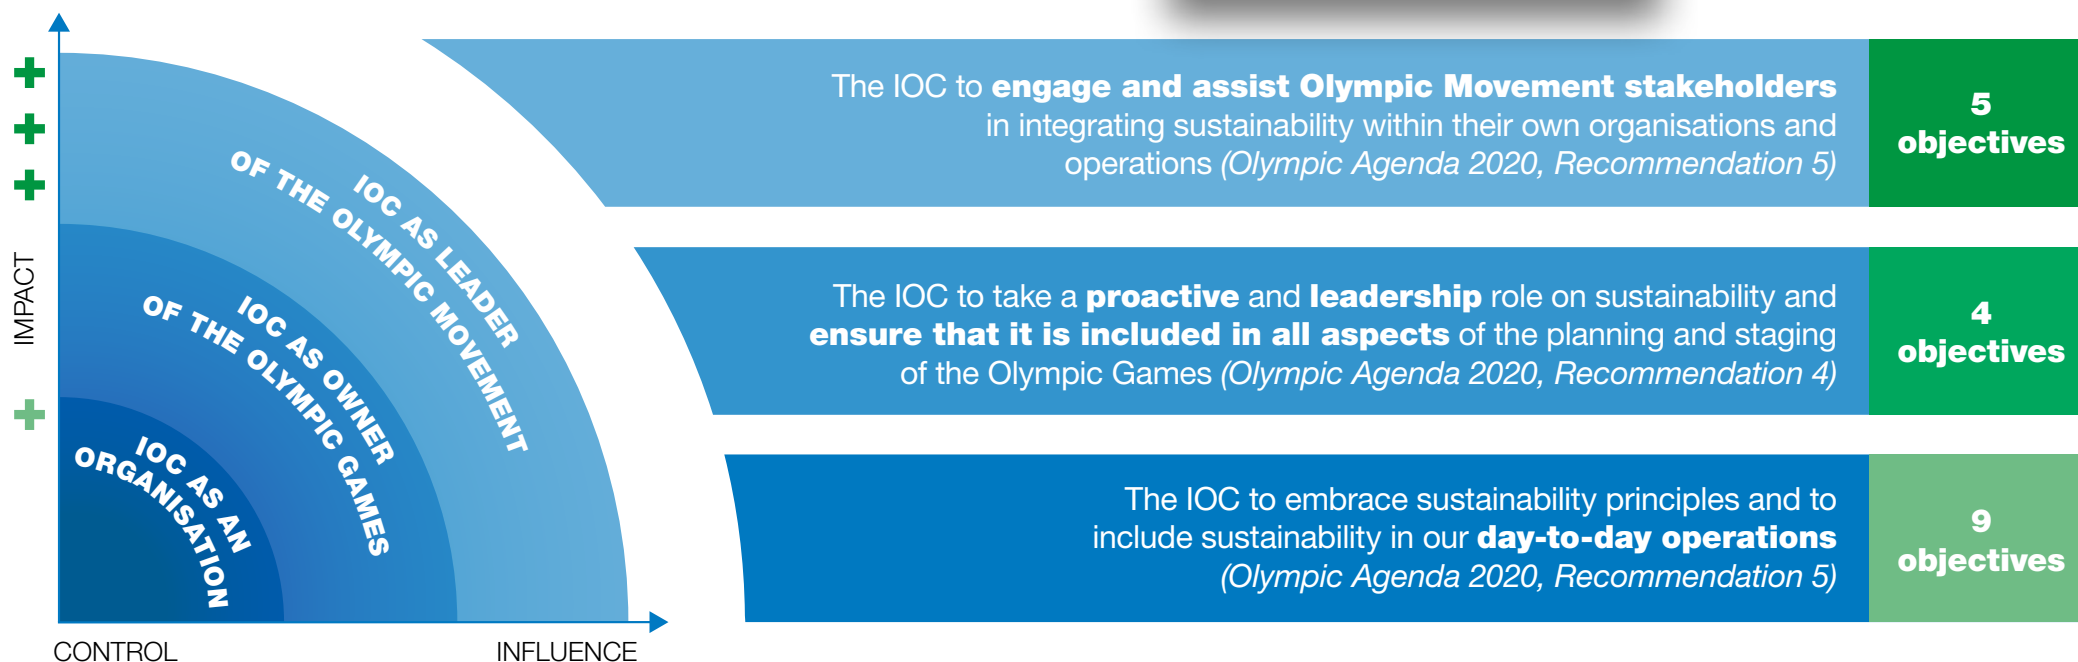 IMPACT
IOC AS LEADER
OF THE OLYMPIC MOVEMENT
IOC AS OWNER
OF THE OLYMPIC GAMES
IOC AS AN
ORGANISATION
CONTROL
INFLUENCE
The IOC to engage and assist Olympic Movement stakeholders
in integrating sustainability within their own organisations and
operations (Olympic Agenda 2020, Recommendation 5)
5
objectives
The IOC to take a proactive and leadership role on sustainability and
ensure that it is included in all aspects of the planning and staging
of the Olympic Games (Olympic Agenda 2020, Recommendation 4)
4
objectives
The IOC to embrace sustainability principles and to
include sustainability in our day-to-day operations
(Olympic Agenda 2020, Recommendation 5)
9
objectives